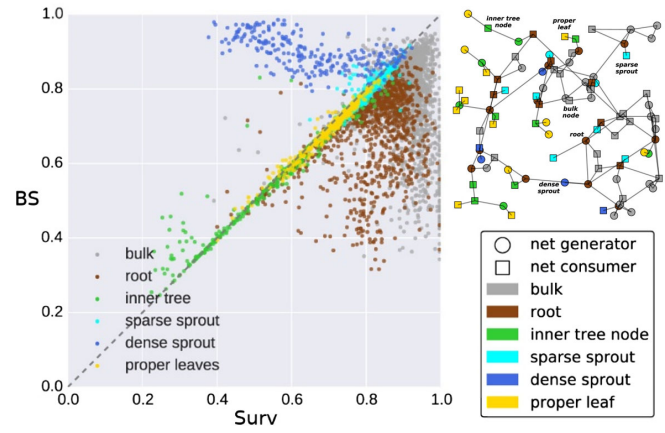 1.0
0.8
0.6
0.4
0.2
0.0
BS
bulk
root
inner tree
sparse sprout
dense sprout
proper leaves
0.0 0.2 0.4 0.6 0.8 1.0
Surv
inner tree
node
proper
leaf
sparse
sprout
bulk
node
root
dense
sprout
net generator
net consumer
bulk
root
inner tree node
sparse sprout
dense sprout
proper leaf